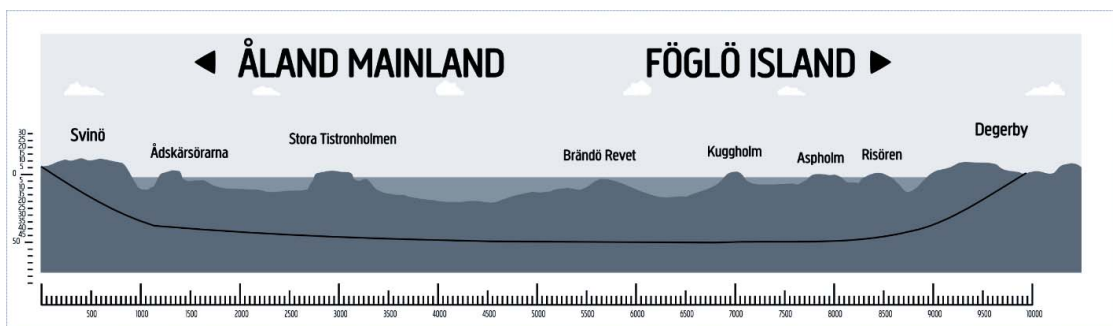 ÅLAND MAINLAND FÖGLÖ ISLAND
Svinö
Ådskärsörarna
Stora Tistronholmen
Brändö Revet
Kuggholm
Aspholm
Risören
Degerby
30
25
20
15
10
5
0
5
10
15
20
25
30
35
40
45
50
500 1000 1500 2000 2500 3000 3500 4000 4500 5000 5500 6000 6500 7000 7500 8000 8500 9000 9500 10000